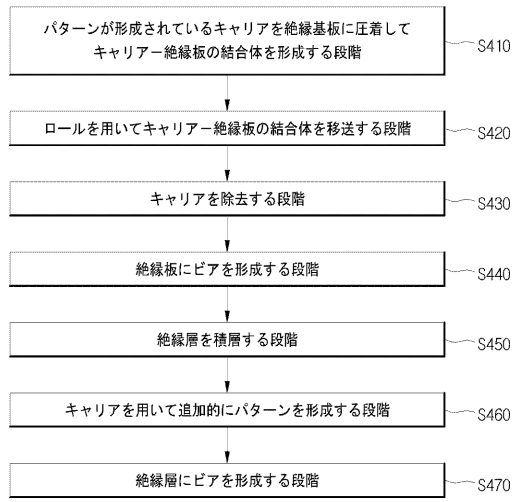 パターンが形成されているキャリアを絶縁基板に圧着して
キャリアー絶縁板の結合体を形成する段階
S410
ロールを用いてキャリアー絶縁板の結合体を移送する段階
S420
キャリアを除去する段階
S430
絶縁板にビアを形成する段階
S440
絶縁層を積層する段階
S450
キャリアを用いて追加的にパターンを形成する段階
S460
絶縁層にビアを形成する段階
S470